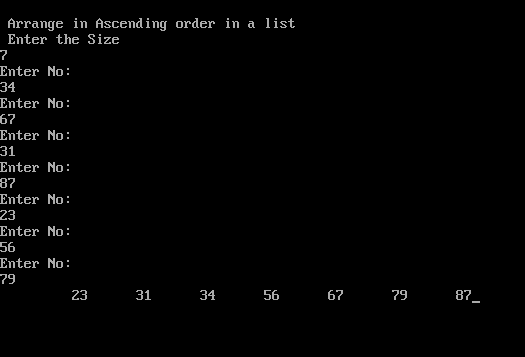 Arrange in Ascending order in a list
Enter the Size
7
Enter No:
34
Enter No:
67
Enter No:
31
Enter No:
87
Enter No:
23
Enter No:
56
Enter No:
79
23 31 34 56 67 79 87_